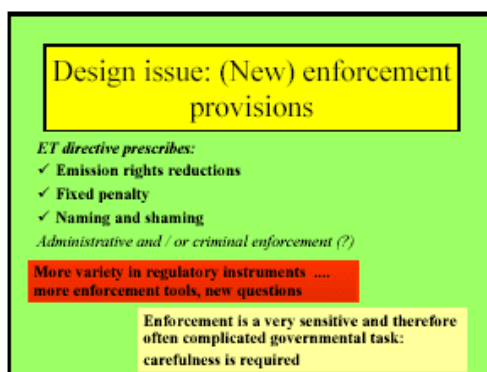 Design issue: (New) enforcement
provisions
ET directive prescribes:
✓ Emission rights reductions
✓ Fixed penalty
✓ Naming and shaming
Administrative and / or criminal enforcement (?)
More variety in regulatory instruments ....
more enforcement tools, new questions
Enforcement is a very sensitive and therefore
often complicated governmental task:
carefulness is required